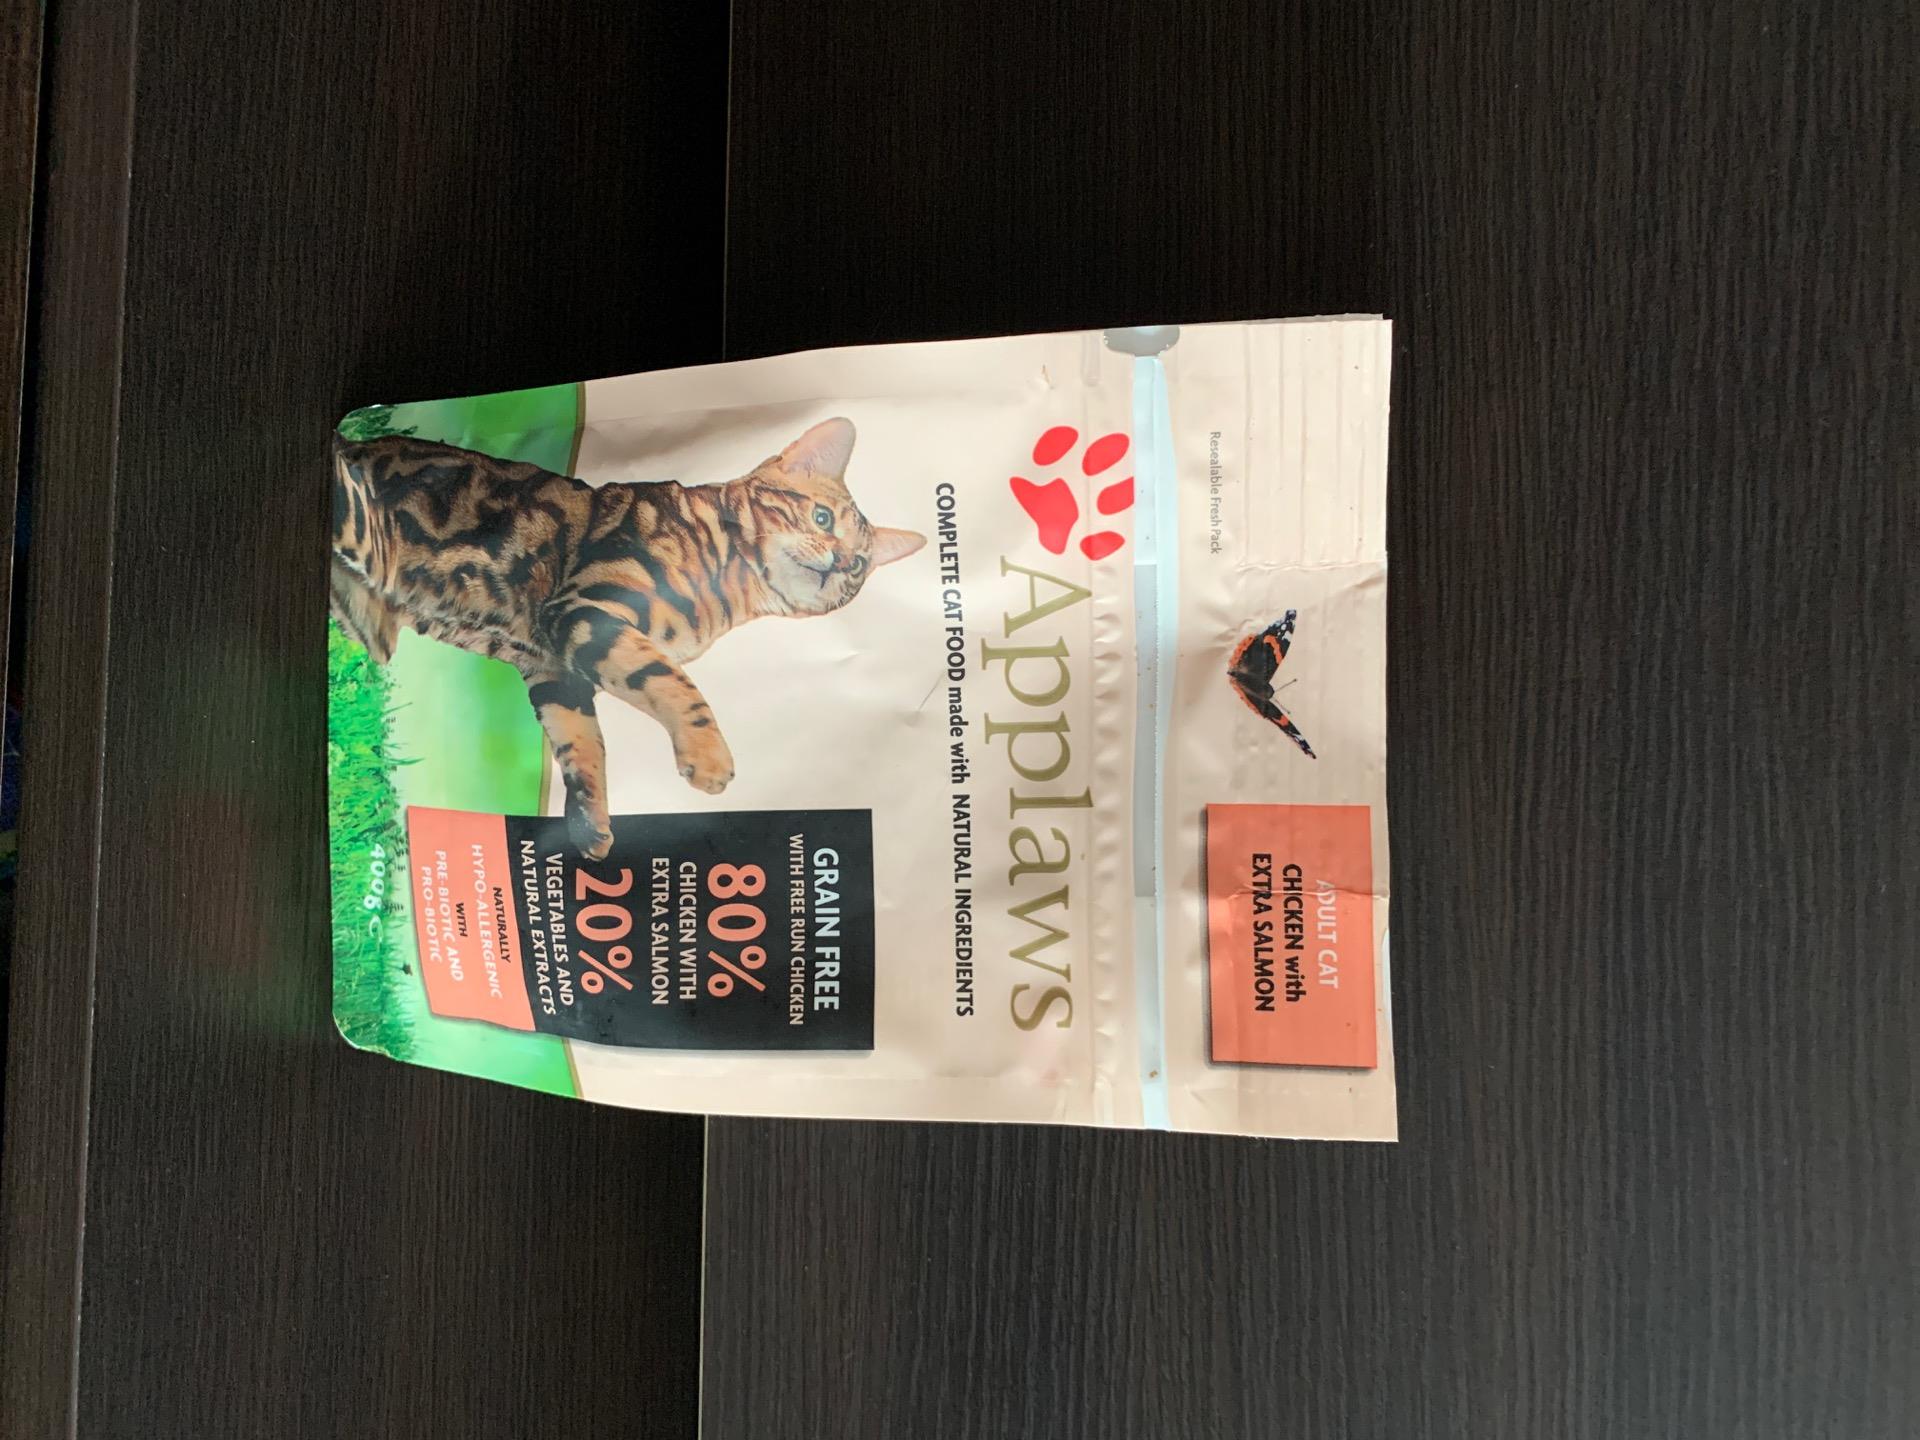 ADULT CAT
CHICKEN with
EXTRA SALMON
Resealable Fresh Pack
Applaws
COMPLETE CAT FOOD made with NATURAL INGREDIENTS
GRAIN FREE
WITH FREE RUN CHICKEN
80%
CHICKEN WITH
EXTRA SALMON
20%
VEGETABLES AND
NATURAL EXTRACTS
NATURALLY
HYPO-ALLERGENIC
WITH
PRE-BIOTIC AND
PRO-BIOTIC
400g e